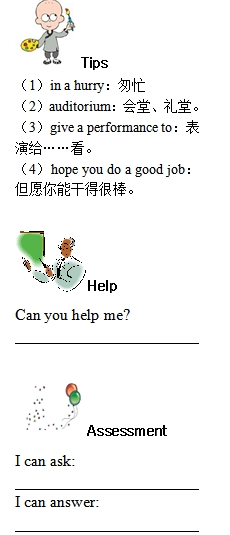 Tips
（1）in a hurry：匆忙
（2）auditorium：会堂、礼堂。
（3）give a performance to：表
演给……看。
（4）hope you do a good job：
但愿你能干得很棒。
Help
Can you help me?
Assessment
I can ask:
I can answer: